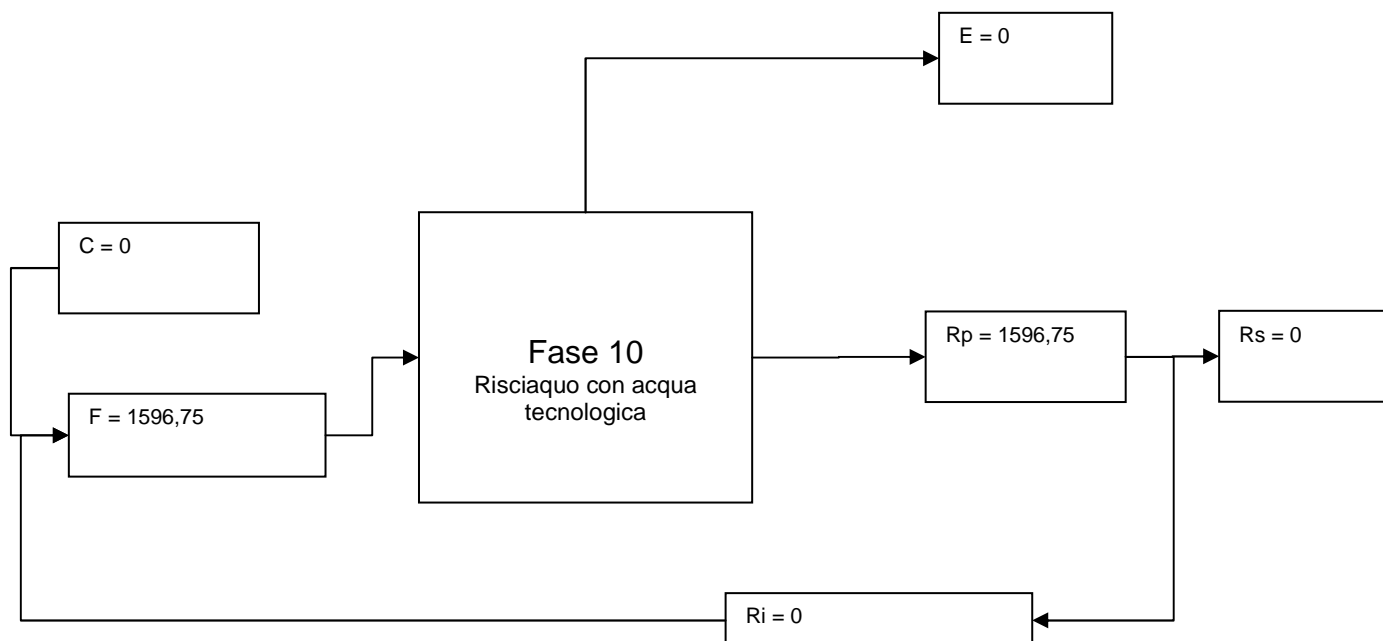 E = 0
C = 0
Fase 10
Risciaquo con acqua
tecnologica
Rp = 1596,75
Rs = 0
F = 1596,75
Ri = 0